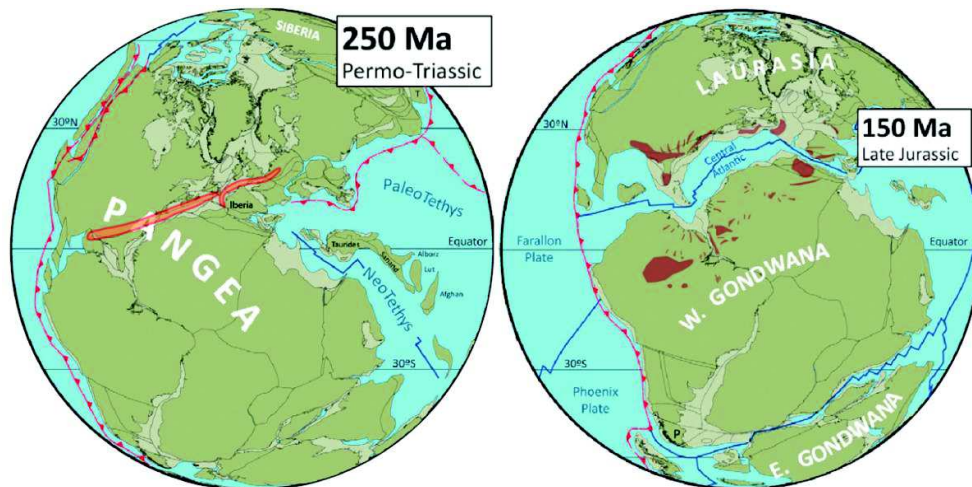 250 Ma
Permo-Triassic
SIBERIA
T
30ºN
PaleoTethys
Iberia
PANGEA
Equator
Taurides
Sanand
Alborz
Lut
Afghan
NeoTethys
30ºS
150 Ma
Late Jurassic
LAURASIA
30ºN
Central
Atlantic
Equator
Farallon
Plate
W. GONDWANA
30ºS
Phoenix
Plate
P
E. GONDWANA